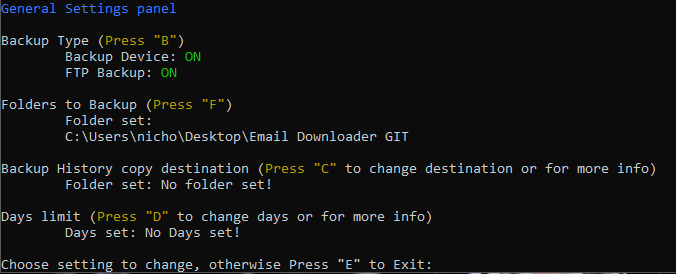 General Settings panel
Backup Type (Press "B")
Backup Device: ON
FTP Backup: ON
Folders to Backup (Press "F")
Folder set:
C:\Users\nicho\Desktop\Email Downloader GIT
Backup History copy destination (Press "C" to change destination or for more info)
Folder set: No folder set!
Days limit (Press "D" to change days or for more info)
Days set: No Days set!
Choose setting to change, otherwise Press "E" to Exit: